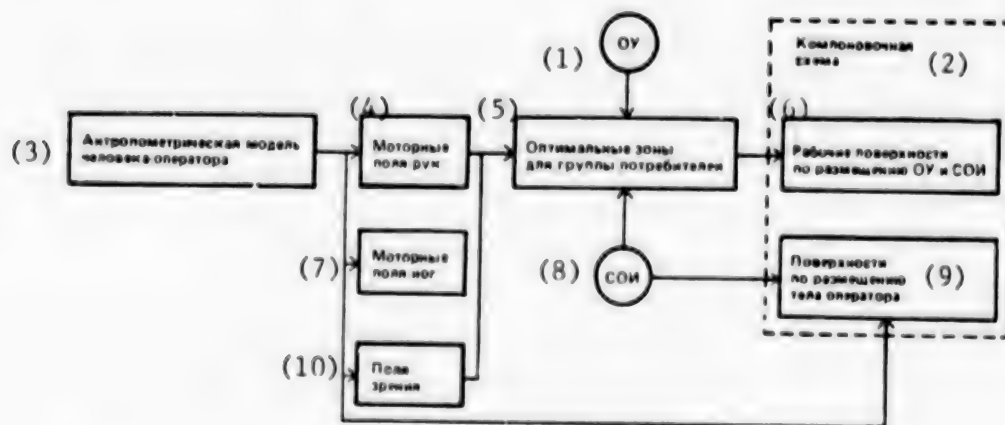 (1)
ОУ
Компоновочная
схема
(2)
(3)
Антропометрическая модель
человека-оператора
(4)
Моторные
поля рук
(5)
Оптимальные зоны
для группы потребителей
(6)
Рабочие поверхности
по размещению ОУ и СОИ
(7)
Моторные
поля ног
(8)
СОИ
Поверхности
по размещению
тела оператора
(9)
(10)
Поля
зрения